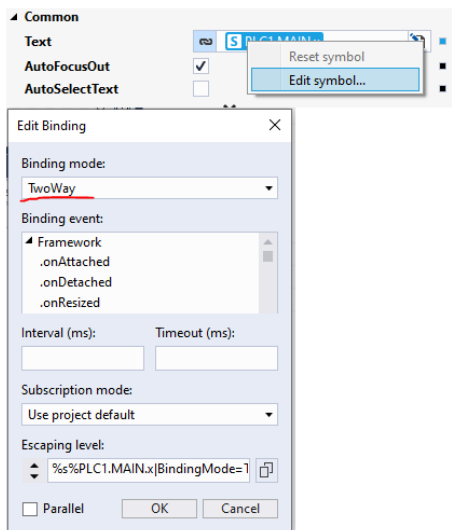 Common
Text S PLC1.MAIN.x
Reset symbol
AutoFocusOut
Edit symbol...
AutoSelectText
Edit Binding
Binding mode:
TwoWay
Binding event:
Framework
.onAttached
.onDetached
.onResized
Interval (ms): Timeout (ms):
Subscription mode:
Use project default
Escaping level:
%s%PLC1.MAIN.x|BindingMode=T
Parallel OK Cancel